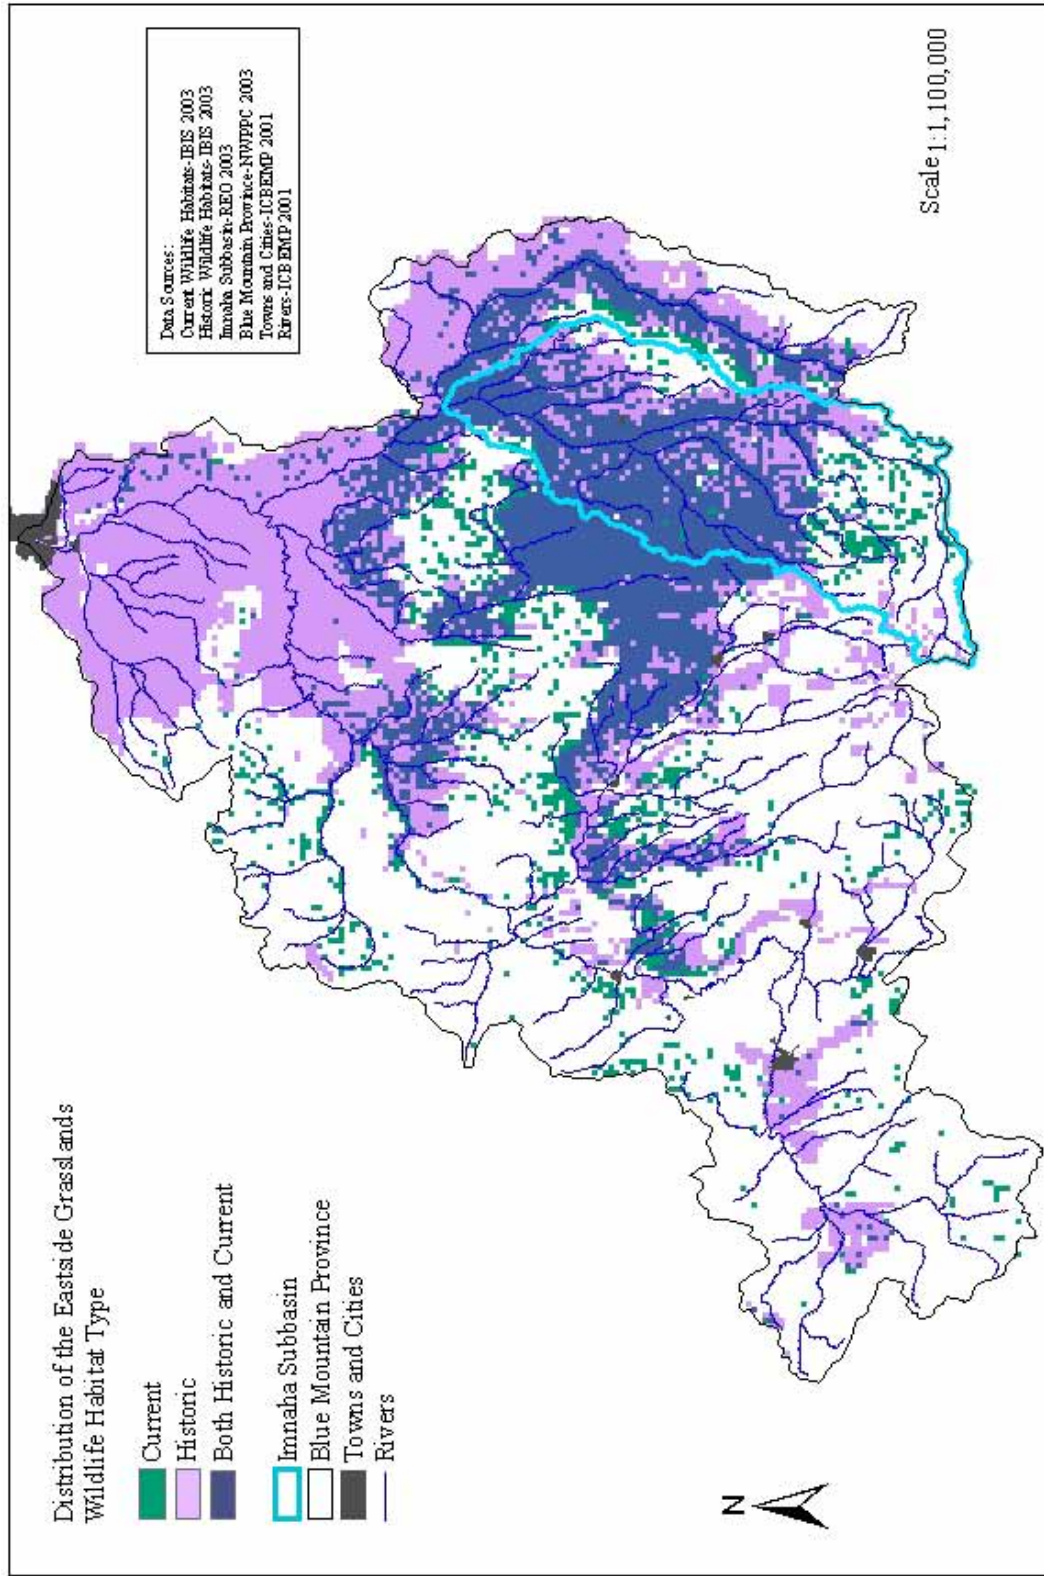 Distribution of the Eastside Grasslands
Wildlife Habitat Type
Current
Historic
Both Historic and Current
Imnaha Subbasin
Blue Mountain Province
Towns and Cities
Rivers
N
Data Sources:
Current Wildlife Habitats-IBIS 2003
Historic Wildlife Habitats-IBIS 2003
Imnaha Subbasin-REO 2003
Blue Mountain Province-NWPPC 2003
Towns and Cities-ICBEMP 2001
Rivers-ICBEMP 2001
Scale 1:1,100,000